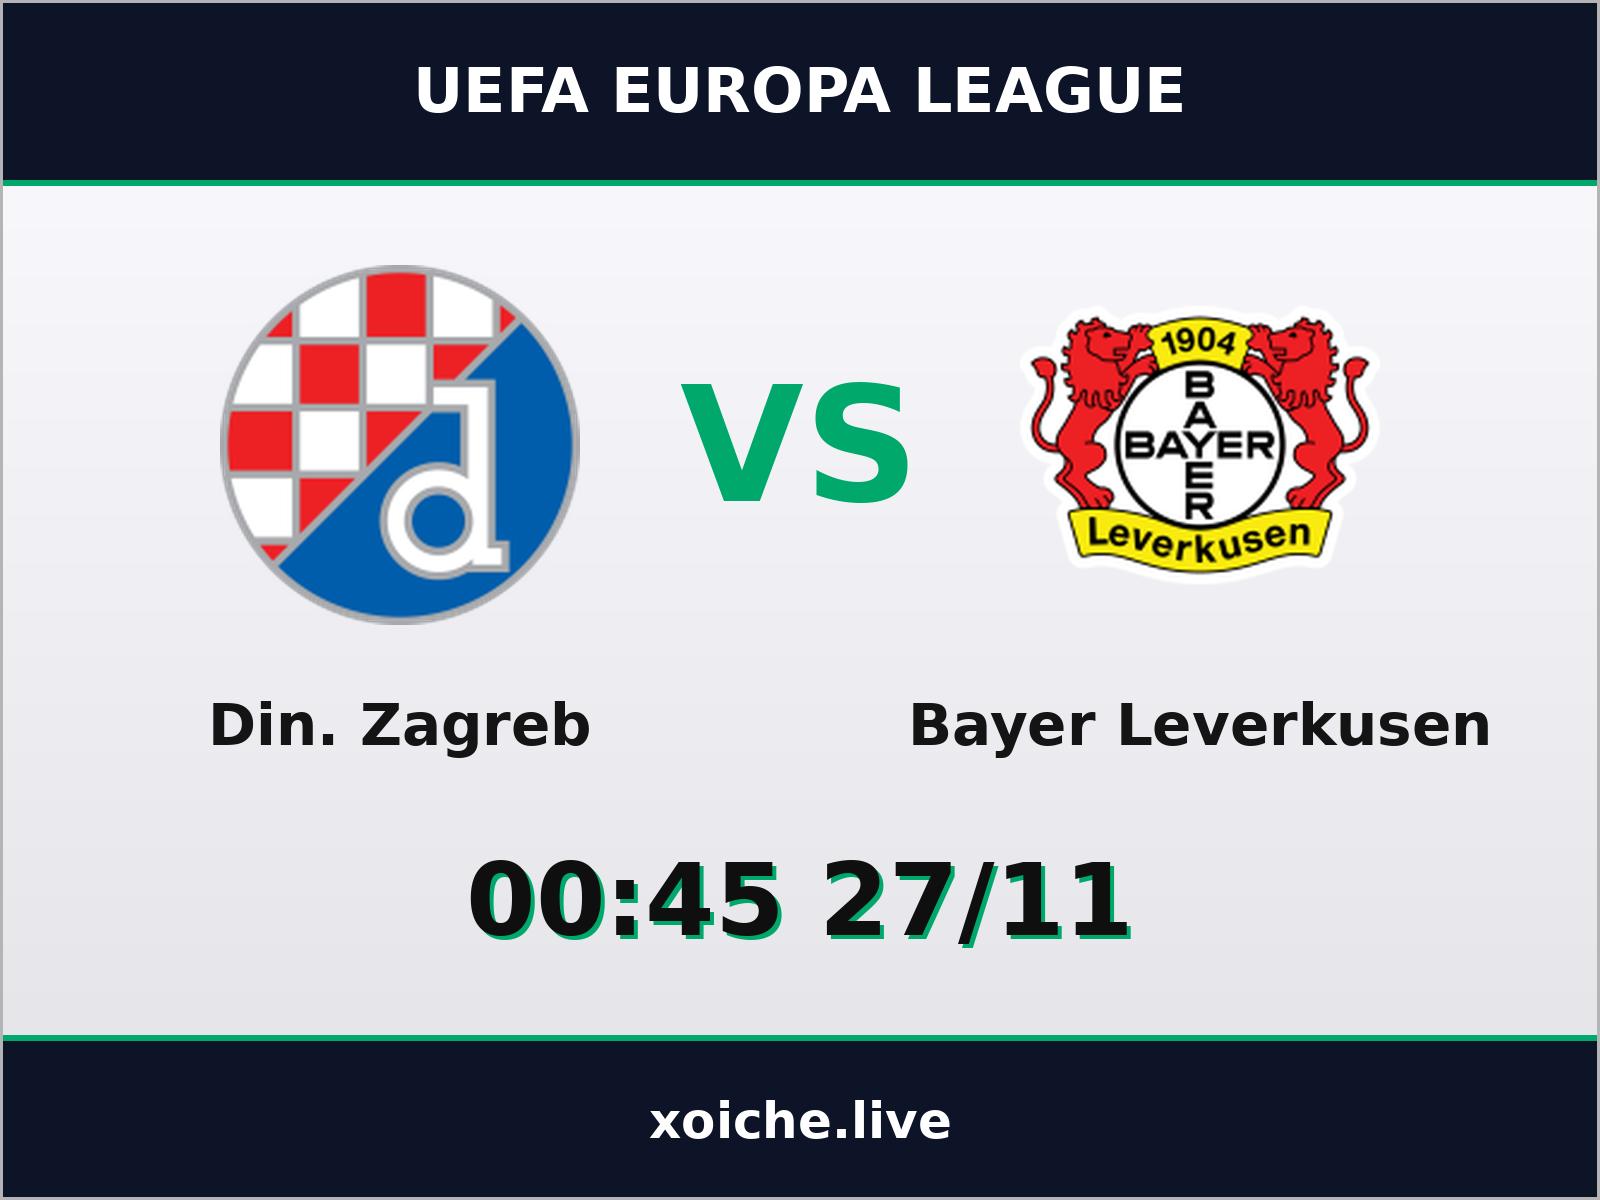 UEFA EUROPA LEAGUE
VS
1904
BAYER
BAYER
Leverkusen
Din. Zagreb
Bayer Leverkusen
00:45 27/11
xoiche.live